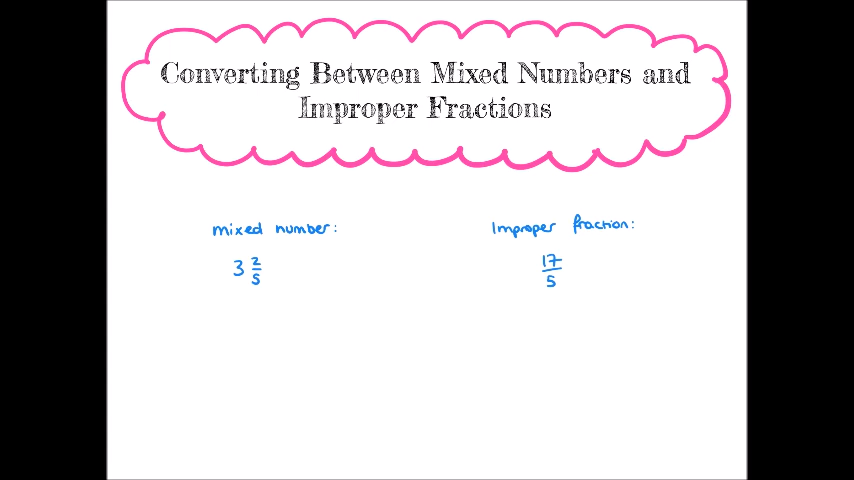 Converting Between Mixed Numbers and
Improper Fractions
mixed number:
Improper fraction:
3 2/5
17/5